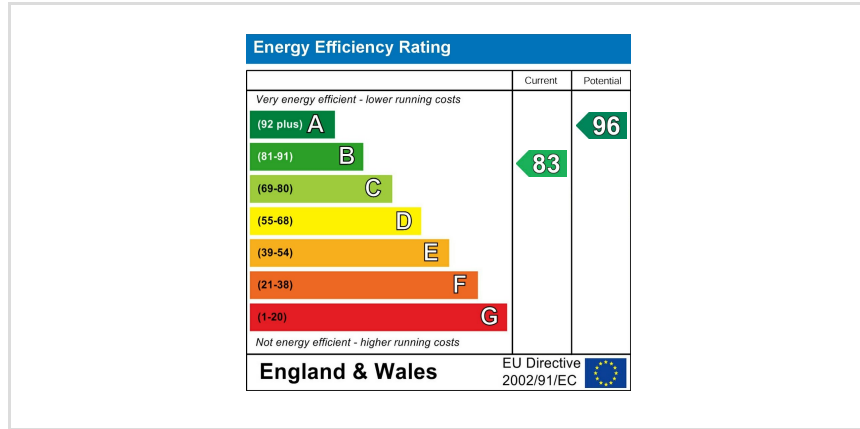 Energy Efficiency Rating
Current Potential
Very energy efficient - lower running costs
(92 plus) A 96
(81-91) B 83
(69-80) C
(55-68) D
(39-54) E
(21-38) F
(1-20) G
Not energy efficient - higher running costs
England & Wales
EU Directive
2002/91/EC